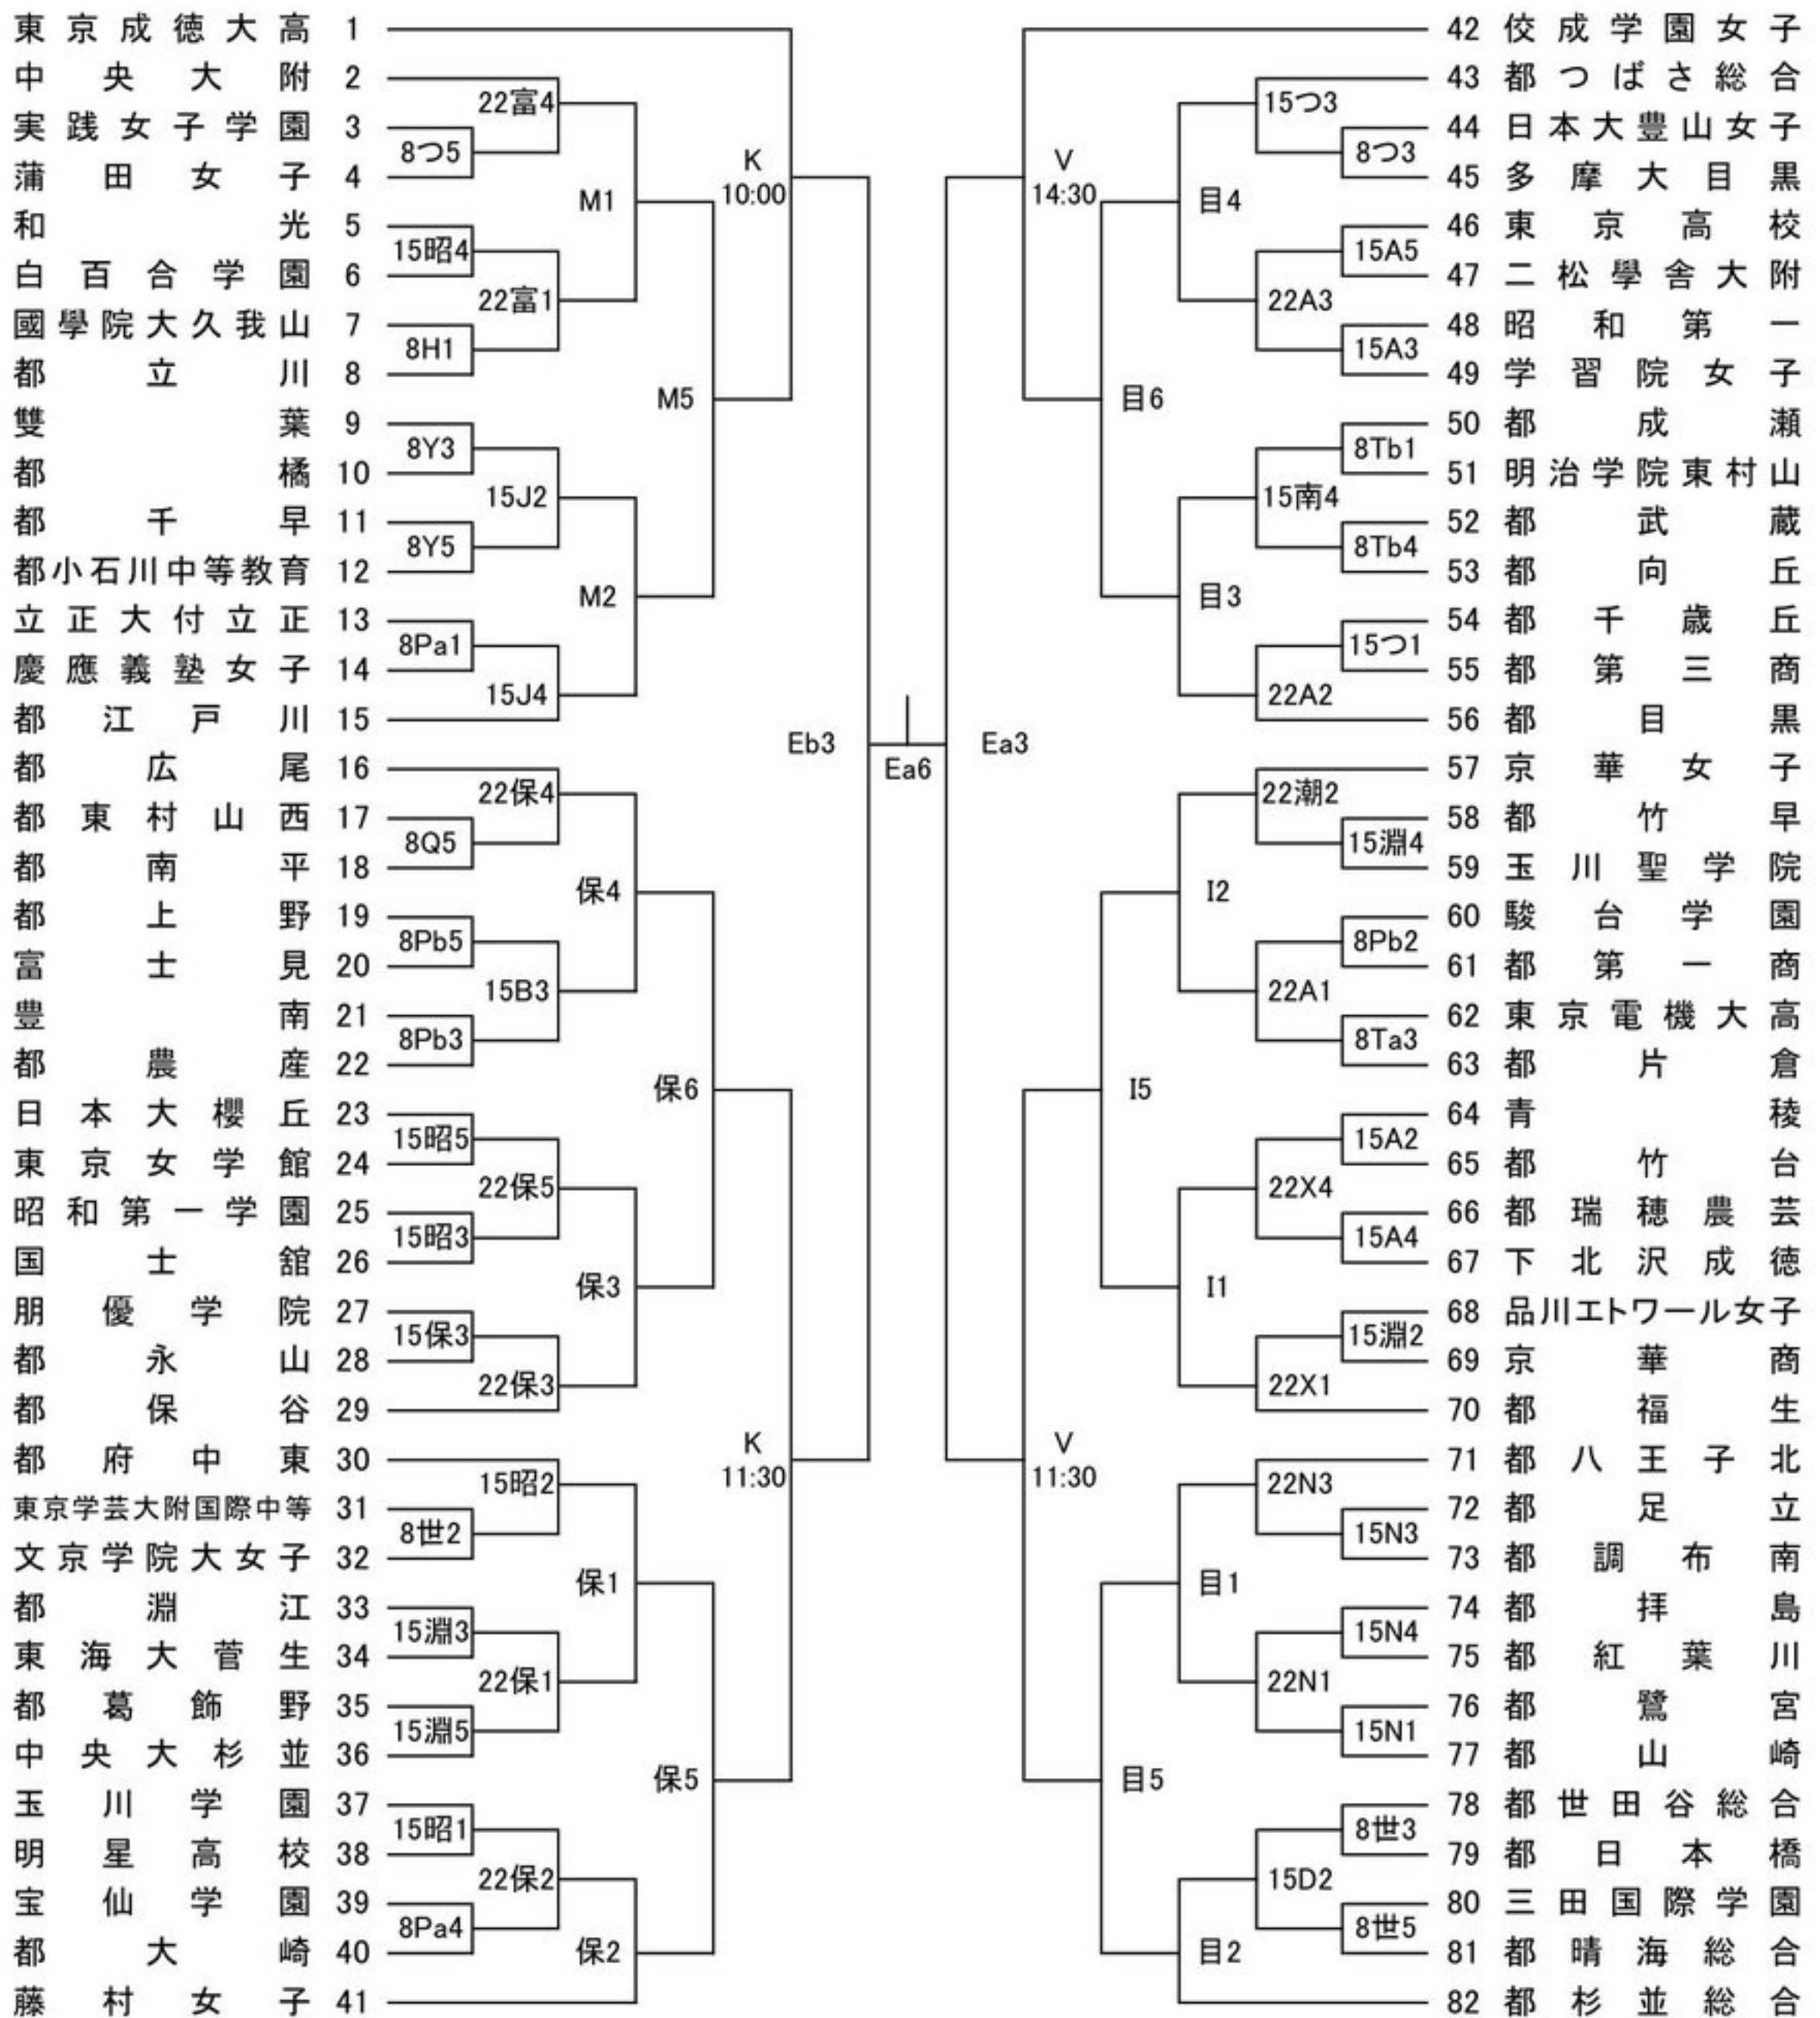 東京成徳大高 1
中央大附 2
22富4
実践女子学園 3
8つ5
蒲田女子 4
K
10:00
M1
和光 5
15昭4
白百合学園 6
22富1
國學院大久我山 7
8H1
都立川 8
M5
雙葉 9
8Y3
都橘 10
15J2
都千早 11
8Y5
都小石川中等教育 12
M2
立正大付立正 13
8Pa1
慶應義塾女子 14
15J4
都江戸川 15
Eb3
都広尾 16
22保4
都東村山西 17
8Q5
都南平 18
保4
都上野 19
8Pb5
富士見 20
15B3
豊南 21
8Pb3
都農産 22
保6
日本大櫻丘 23
15昭5
東京女学館 24
22保5
昭和第一学園 25
15昭3
国士舘 26
保3
朋優学院 27
15保3
都永山 28
22保3
都保谷 29
K
11:30
都府中東 30
15昭2
東京学芸大附国際中等 31
8世2
文京学院大女子 32
保1
都淵江 33
15淵3
東海大菅生 34
22保1
都葛飾野 35
15淵5
中央大杉並 36
保5
玉川学園 37
15昭1
明星高校 38
22保2
宝仙学園 39
8Pa4
都大崎 40
保2
藤村女子 41
Ea6
42 佼成学園女子
43 都つばさ総合
15つ3
44 日本大豊山女子
8つ3
45 多摩大目黒
V
14:30
目4
46 東京高校
15A5
47 二松學舎大附
22A3
48 昭和第一
15A3
49 学習院女子
目6
50 都成瀬
8Tb1
51 明治学院東村山
15南4
52 都武蔵
8Tb4
53 都向丘
目3
54 都千歳丘
15つ1
55 都第三商
22A2
56 都目黒
Ea3
57 京華女子
22潮2
58 都竹早
15淵4
59 玉川聖学院
I2
60 駿台学園
8Pb2
61 都第一商
22A1
62 東京電機大高
8Ta3
63 都片倉
I5
64 青稜
15A2
65 都竹台
22X4
66 都瑞穂農芸
15A4
67 下北沢成徳
I1
68 品川エトワール女子
15淵2
69 京華商
22X1
70 都福生
V
11:30
71 都八王子北
22N3
72 都足立
15N3
73 都調布南
目1
74 都拝島
15N4
75 都紅葉川
22N1
76 都鷺宮
15N1
77 都山崎
目5
78 都世田谷総合
8世3
79 都日本橋
15D2
80 三田国際学園
8世5
81 都晴海総合
目2
82 都杉並総合